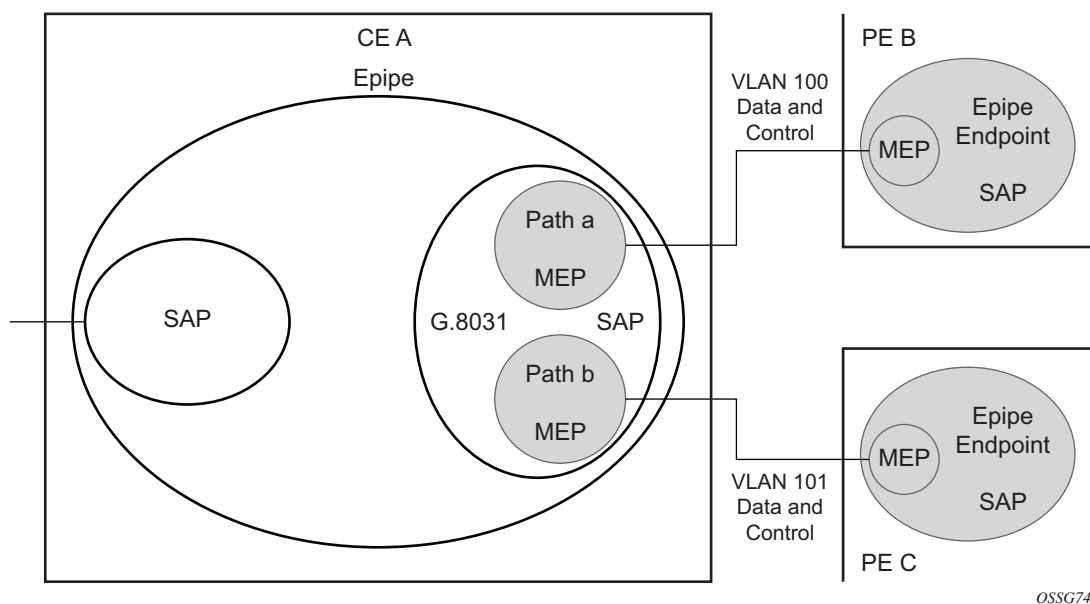 CE A
Epipe
SAP
Path a
MEP
G.8031
SAP
Path b
MEP
VLAN 100
Data and
Control
VLAN 101
Data and
Control
PE B
Epipe
Endpoint
MEP
SAP
Epipe
Endpoint
MEP
SAP
PE C
OSSG74